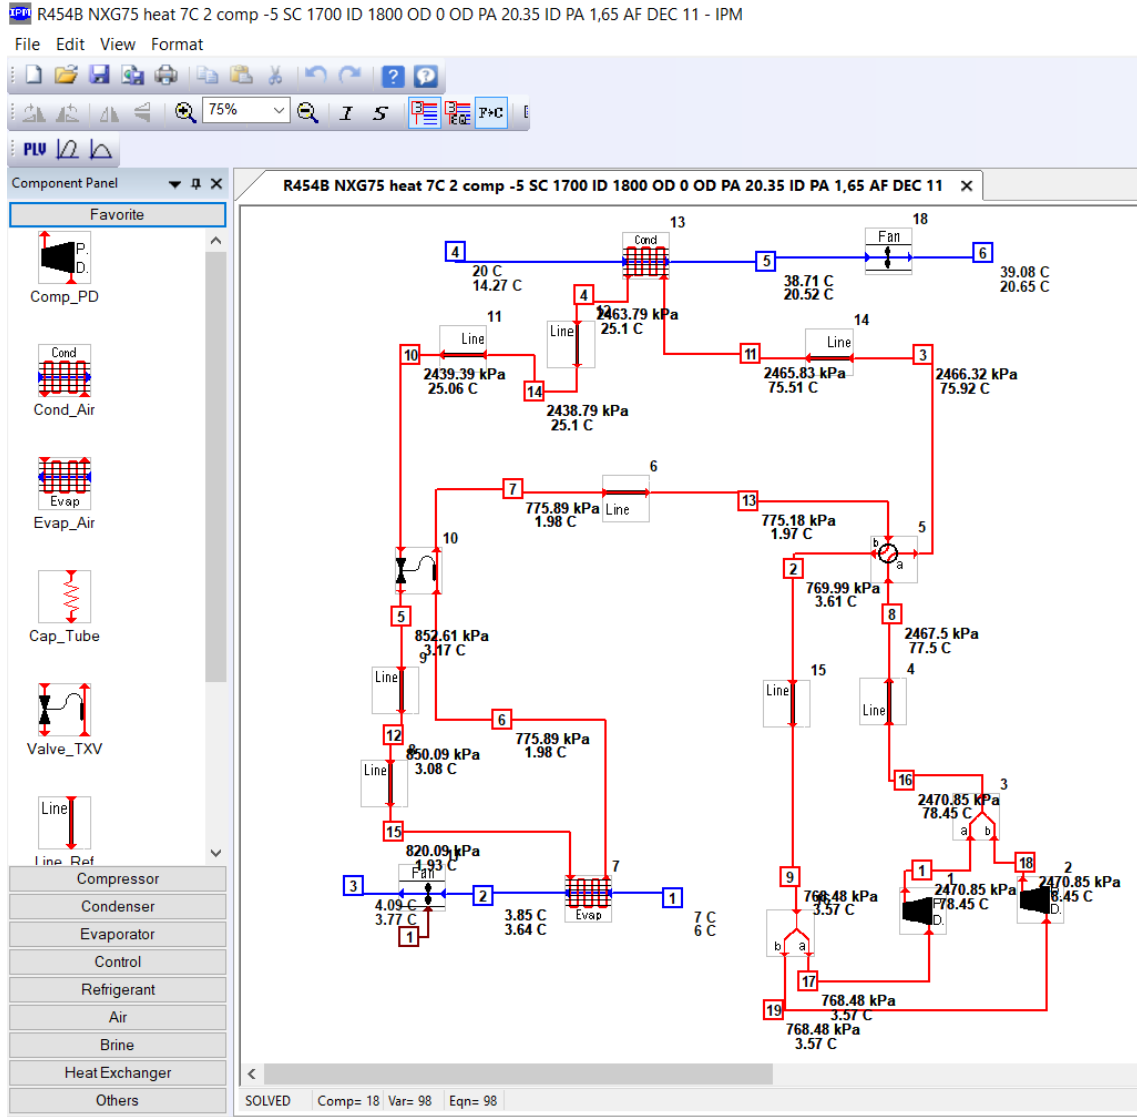 IPM R454B NXG75 heat 7C 2 comp -5 SC 1700 ID 1800 OD 0 OD PA 20.35 ID PA 1,65 AF DEC 11 - IPM
File Edit View Format
75% I S F>C
PLV
Component Panel
R454B NXG75 heat 7C 2 comp -5 SC 1700 ID 1800 OD 0 OD PA 20.35 ID PA 1,65 AF DEC 11
Favorite
P.
D.
Comp_PD
Cond
Cond_Air
Evap
Evap_Air
Cap_Tube
Valve_TXV
Line
Line_Ref
Compressor
Condenser
Evaporator
Control
Refrigerant
Air
Brine
Heat Exchanger
Others
13
18
4
Cond
5
Fan
6
20 C
14.27 C
38.71 C
20.52 C
39.08 C
20.65 C
4
2463.79 kPa
25.1 C
12
Line
11
Line
10
2439.39 kPa
25.06 C
14
2438.79 kPa
25.1 C
14
Line
11
2465.83 kPa
75.51 C
3
2466.32 kPa
75.92 C
6
7
Line
775.89 kPa
1.98 C
13
775.18 kPa
1.97 C
5
b
a
10
2
769.99 kPa
3.61 C
5
852.61 kPa
3.17 C
8
2467.5 kPa
77.5 C
9
Line
15
Line
4
Line
6
775.89 kPa
1.98 C
12
850.09 kPa
3.08 C
8
Line
16
2470.85 kPa
78.45 C
3
a b
15
820.09 kPa
1.93 C
Fan
7
Evap
3
2
1
4.09 C
3.77 C
3.85 C
3.64 C
7 C
6 C
1
9
768.48 kPa
3.57 C
b a
1
1
2470.85 kPa
78.45 C
D.
18
2
2470.85 kPa
D.
17
768.48 kPa
3.57 C
19
768.48 kPa
3.57 C
SOLVED Comp= 18 Var= 98 Eqn= 98